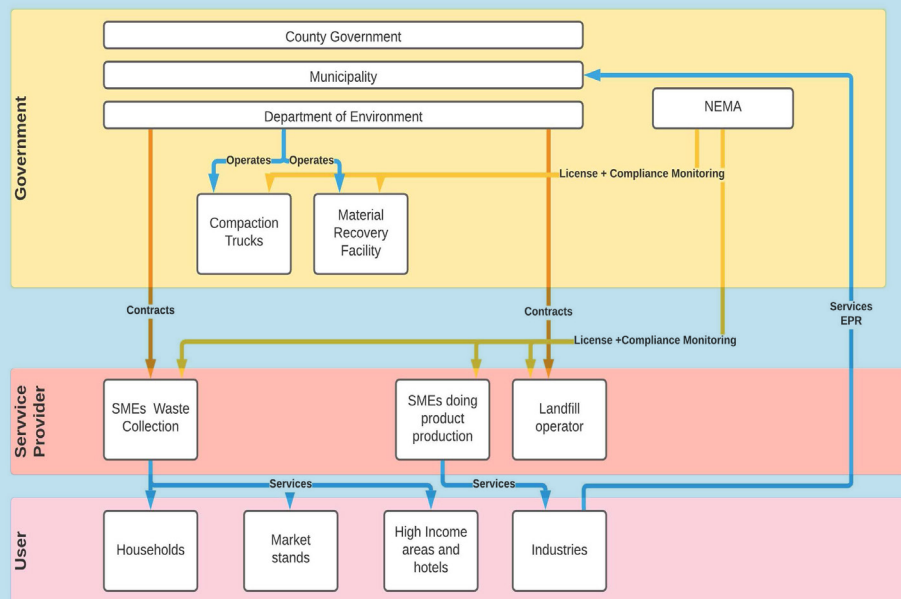 County Government
Municipality
NEMA
Department of Environment
Government
Operates
Operates
License + Compliance Monitoring
Compaction
Trucks
Material
Recovery
Facility
Contracts
Contracts
Services
EPR
License +Compliance Monitoring
Servvice
Provider
SMEs Waste
Collection
SMEs doing
product
production
Landfill
operator
Services
Services
User
Households
Market
stands
High Income
areas and
hotels
Industries